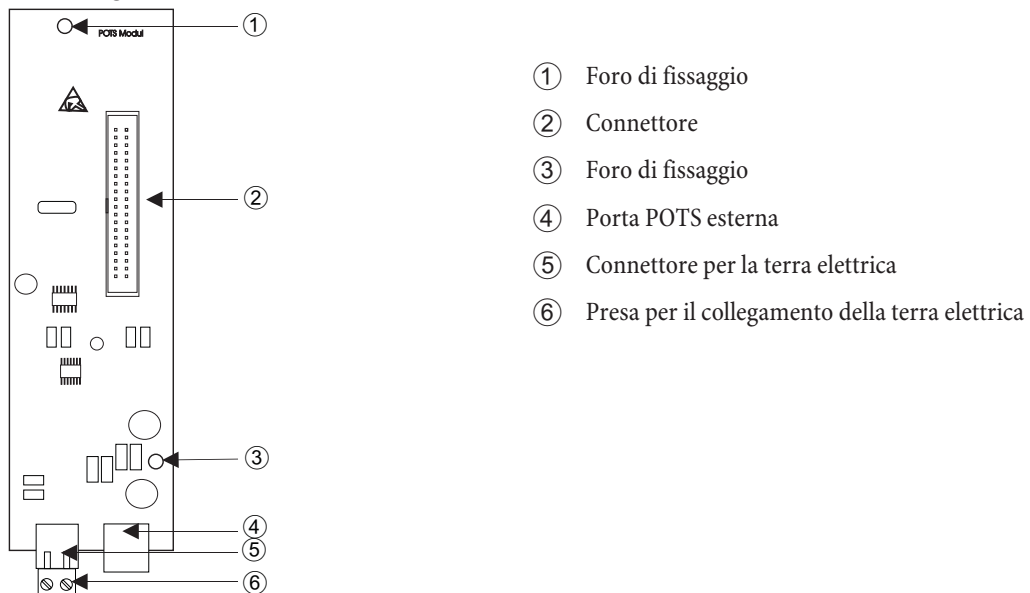 ①
POTS Modul
②
③
④
⑤
⑥
① Foro di fissaggio
② Connettore
③ Foro di fissaggio
④ Porta POTS esterna
⑤ Connettore per la terra elettrica
⑥ Presa per il collegamento della terra elettrica